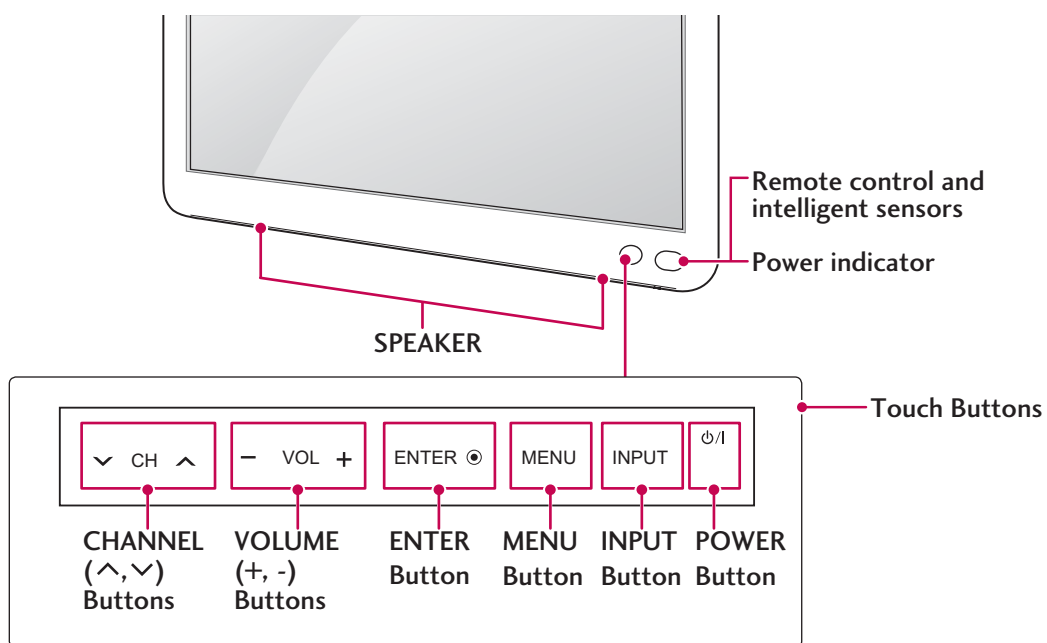 Remote control and
intelligent sensors
Power indicator
SPEAKER
Touch Buttons
CH
- VOL +
ENTER
MENU
INPUT
⏻/I
CHANNEL
(∧,∨)
Buttons
VOLUME
(+, -)
Buttons
ENTER
Button
MENU
Button
INPUT
Button
POWER
Button